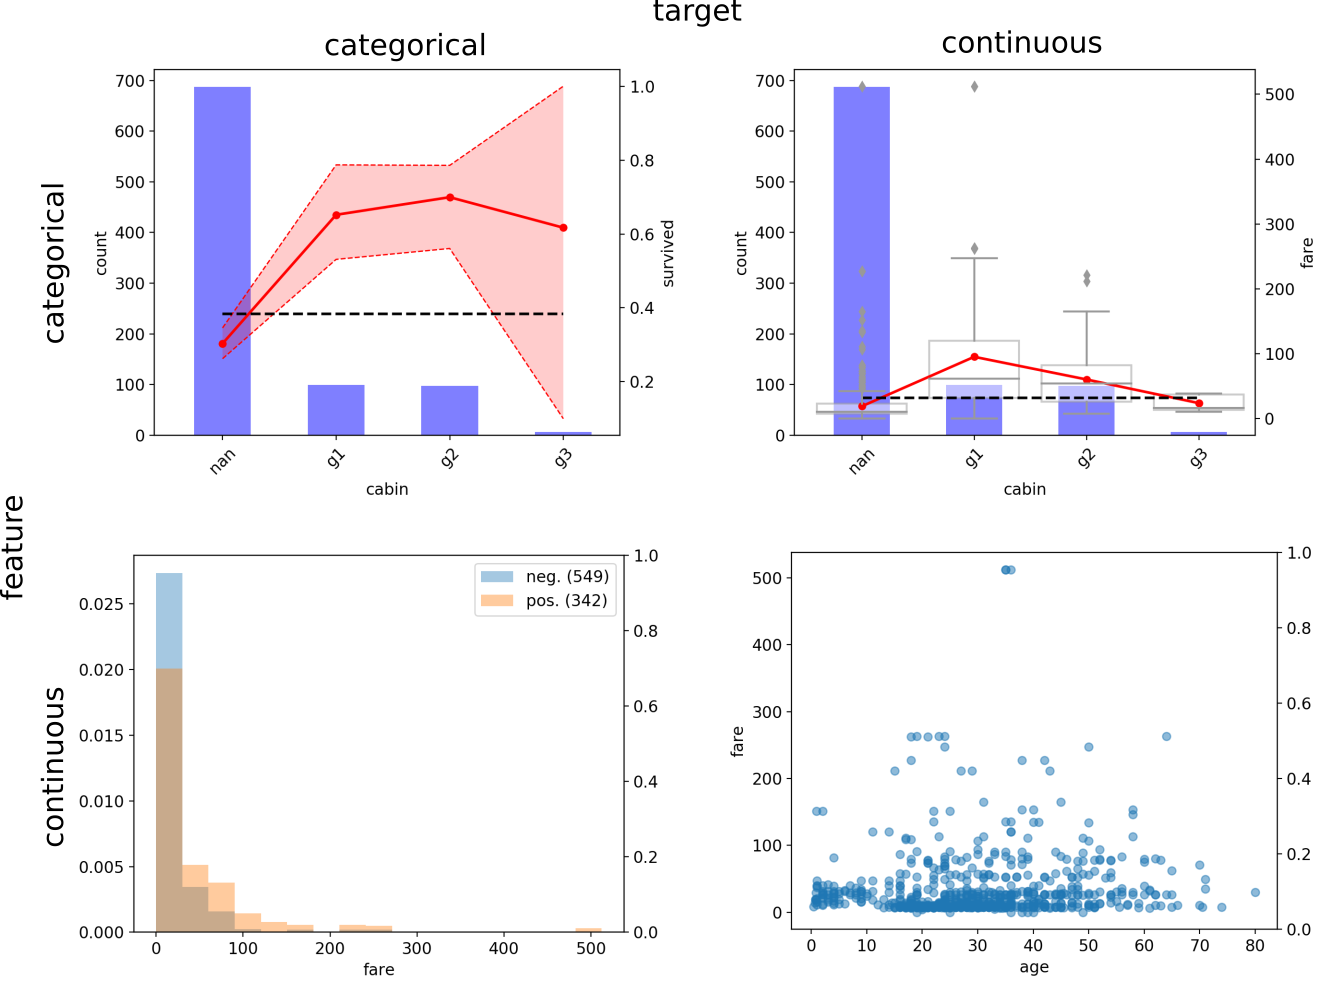 target
categorical
continuous
feature
categorical
continuous
700
600
500
400
300
200
100
0
count
1.0
0.8
0.6
0.4
0.2
survived
nan
g1
g2
g3
cabin
700
600
500
400
300
200
100
0
count
500
400
300
200
100
0
fare
nan
g1
g2
g3
cabin
0.025
0.020
0.015
0.010
0.005
0.000
neg. (549)
pos. (342)
1.0
0.8
0.6
0.4
0.2
0.0
0 100 200 300 400 500
fare
500
400
300
200
100
0
fare
1.0
0.8
0.6
0.4
0.2
0.0
0 10 20 30 40 50 60 70 80
age